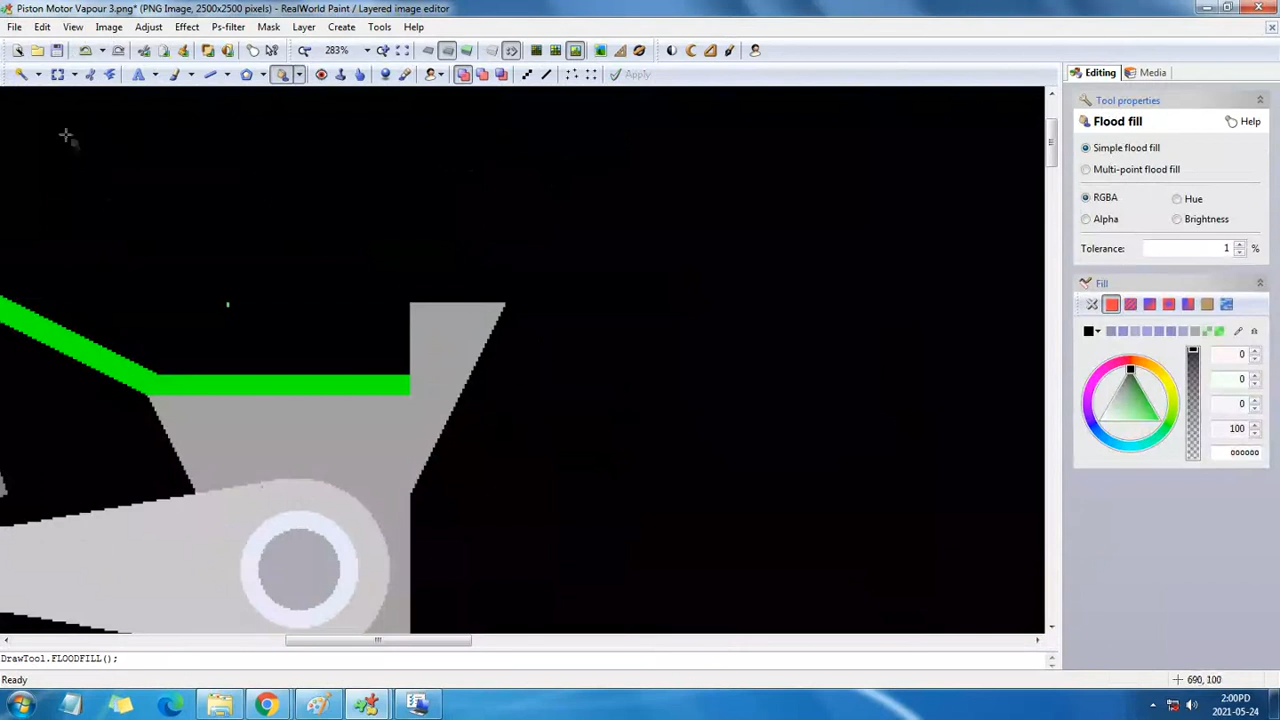 Piston Motor Vapour 3.png* (PNG Image, 2500x2500 pixels) - RealWorld Paint / Layered image editor
File Edit View Image Adjust Effect Ps-filter Mask Layer Create Tools Help
283%
Apply
Editing Media
Tool properties
Flood fill Help
Simple flood fill
Multi-point flood fill
RGBA Hue
Alpha Brightness
Tolerance: 1 %
Fill
0
0
0
100
000000
DrawTool.FLOODFILL();
Ready 690, 100
2:00PD
2021-05-24